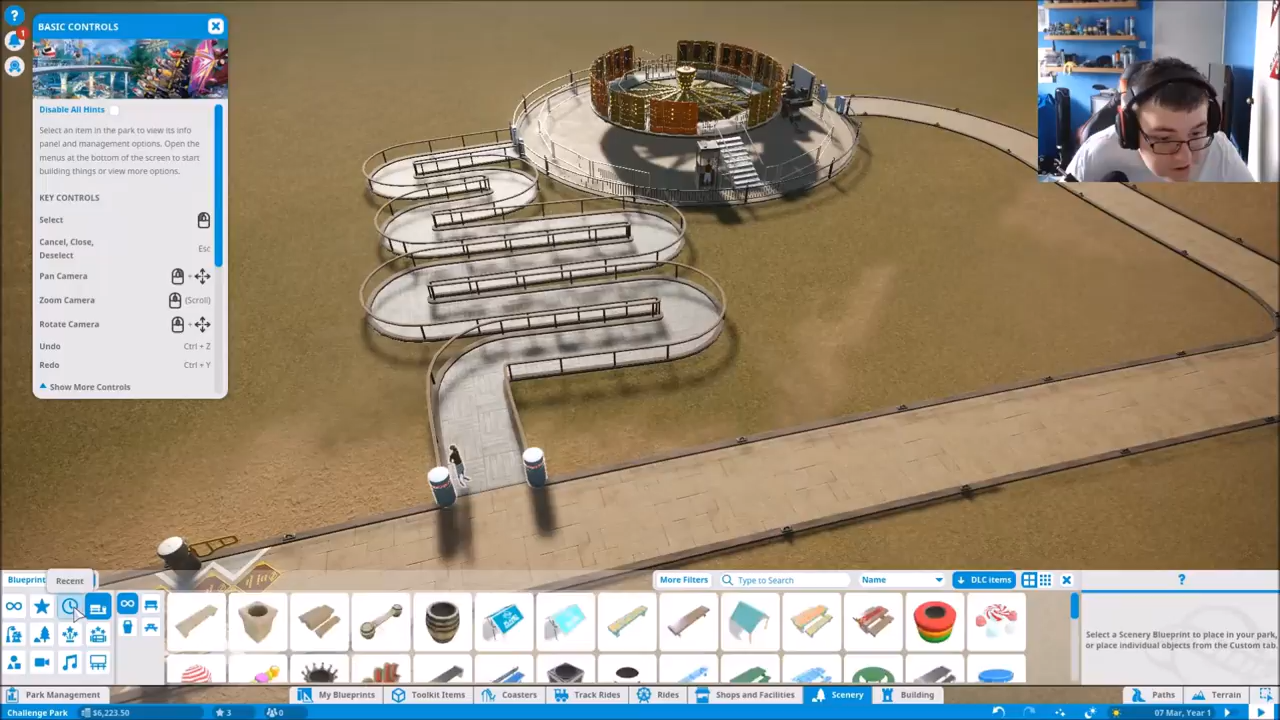 ?
BASIC CONTROLS
1
Disable All Hints
Select an item in the park to view its info
panel and management options. Open the
menus at the bottom of the screen to start
building things or view more options.
KEY CONTROLS
Select
Cancel, Close,
Deselect
Esc
Pan Camera
+
Zoom Camera
(Scroll)
Rotate Camera
+
Undo
Ctrl + Z
Redo
Ctrl + Y
Show More Controls
Blueprint
Recent
More Filters
Type to Search
Name
DLC items
?
Select a Scenery Blueprint to place in your park,
or place individual objects from the Custom tab.
Park Management
My Blueprints
Toolkit Items
Coasters
Track Rides
Rides
Shops and Facilities
Scenery
Building
Paths
Terrain
Challenge Park
$6,223.50
3
0
07 Mar, Year 1